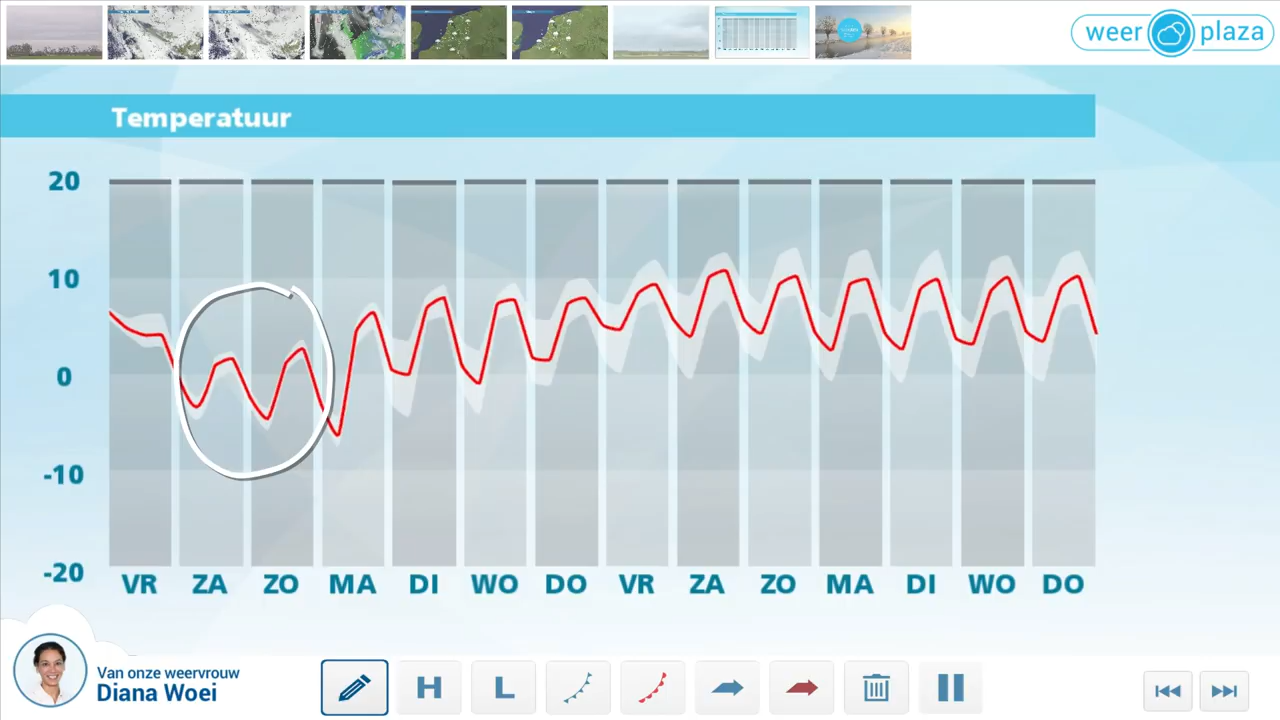 weer plaza
Temperatuur
20
10
0
-10
-20
VR ZA ZO MA DI WO DO VR ZA ZO MA DI WO DO
Van onze weervrouw
Diana Woei
H L